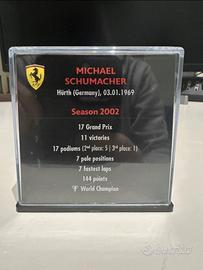 MICHAEL
SCHUMACHER
Hürth (Germany), 03.01.1969
Season 2002
17 Grand Prix
11 victories
17 podiums (2nd place: 5 | 3rd place: 1)
7 pole positions
7 fastest laps
144 points
World Champion